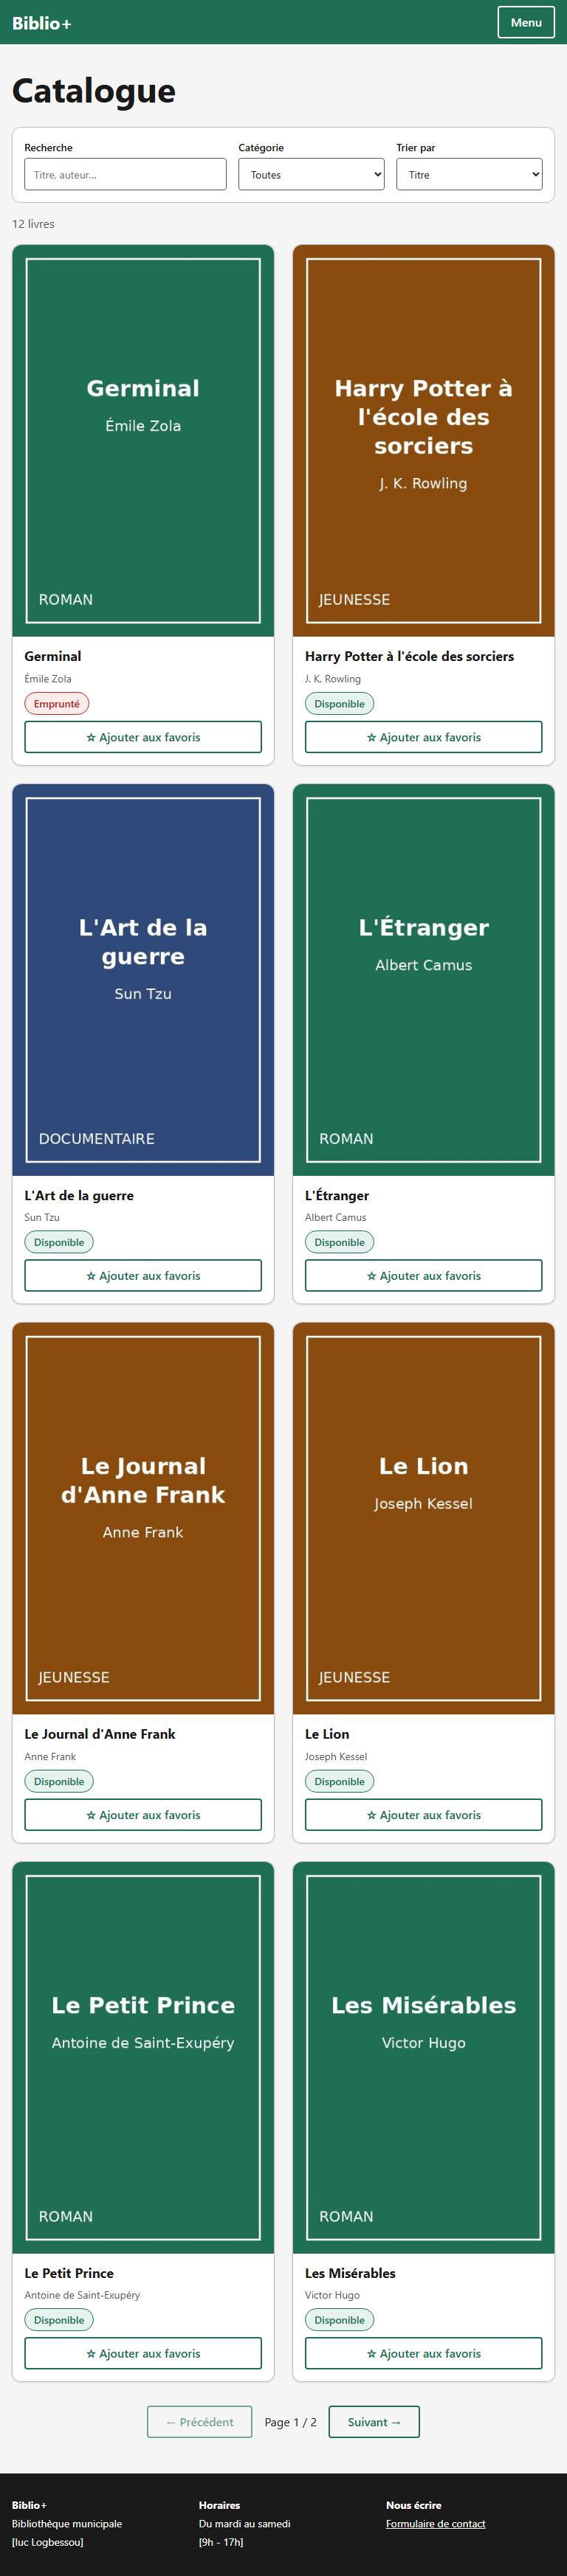 Biblio+
Menu
Catalogue
Recherche
Catégorie
Trier par
Titre, auteur...
Toutes
Titre
12 livres
Germinal
Émile Zola
ROMAN
Germinal
Émile Zola
Emprunté
☆ Ajouter aux favoris
Harry Potter à
l'école des
sorciers
J. K. Rowling
JEUNESSE
Harry Potter à l'école des sorciers
J. K. Rowling
Disponible
☆ Ajouter aux favoris
L'Art de la
guerre
Sun Tzu
DOCUMENTAIRE
L'Art de la guerre
Sun Tzu
Disponible
☆ Ajouter aux favoris
L'Étranger
Albert Camus
ROMAN
L'Étranger
Albert Camus
Disponible
☆ Ajouter aux favoris
Le Journal
d'Anne Frank
Anne Frank
JEUNESSE
Le Journal d'Anne Frank
Anne Frank
Disponible
☆ Ajouter aux favoris
Le Lion
Joseph Kessel
JEUNESSE
Le Lion
Joseph Kessel
Disponible
☆ Ajouter aux favoris
Le Petit Prince
Antoine de Saint-Exupéry
ROMAN
Le Petit Prince
Antoine de Saint-Exupéry
Disponible
☆ Ajouter aux favoris
Les Misérables
Victor Hugo
ROMAN
Les Misérables
Victor Hugo
Disponible
☆ Ajouter aux favoris
← Précédent
Page 1 / 2
Suivant →
Biblio+
Bibliothèque municipale
[luc Logbessou]
Horaires
Du mardi au samedi
[9h - 17h]
Nous écrire
Formulaire de contact